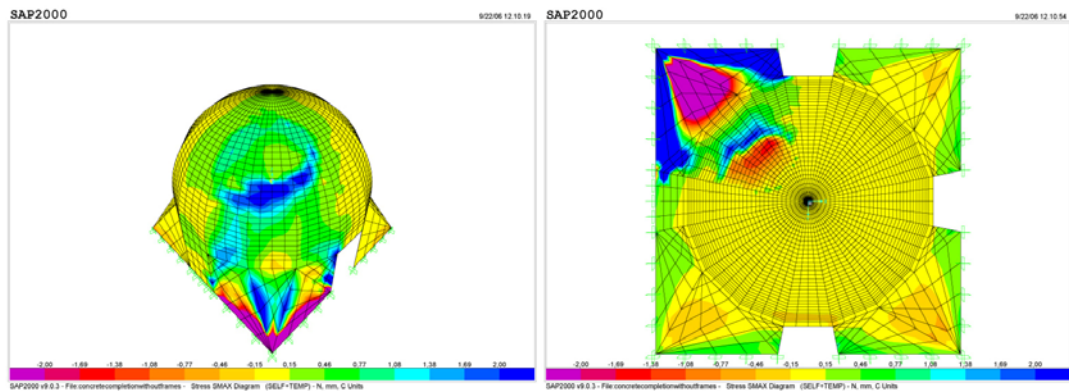 SAP2000
9/22/06 12:10:19
-2.00 -1.69 -1.38 -1.08 -0.77 -0.46 -0.15 0.15 0.46 0.77 1.08 1.38 1.69 2.00
SAP2000 v9.0.3 - File:concretecompletionwithoutframes - Stress SMAX Diagram (SELF+TEMP) - N, mm, C Units
SAP2000
9/22/06 12:10:54
-2.00 -1.69 -1.38 -1.08 -0.77 -0.46 -0.15 0.15 0.46 0.77 1.08 1.38 1.69 2.00
SAP2000 v9.0.3 - File:concretecompletionwithoutframes - Stress SMAX Diagram (SELF+TEMP) - N, mm, C Units